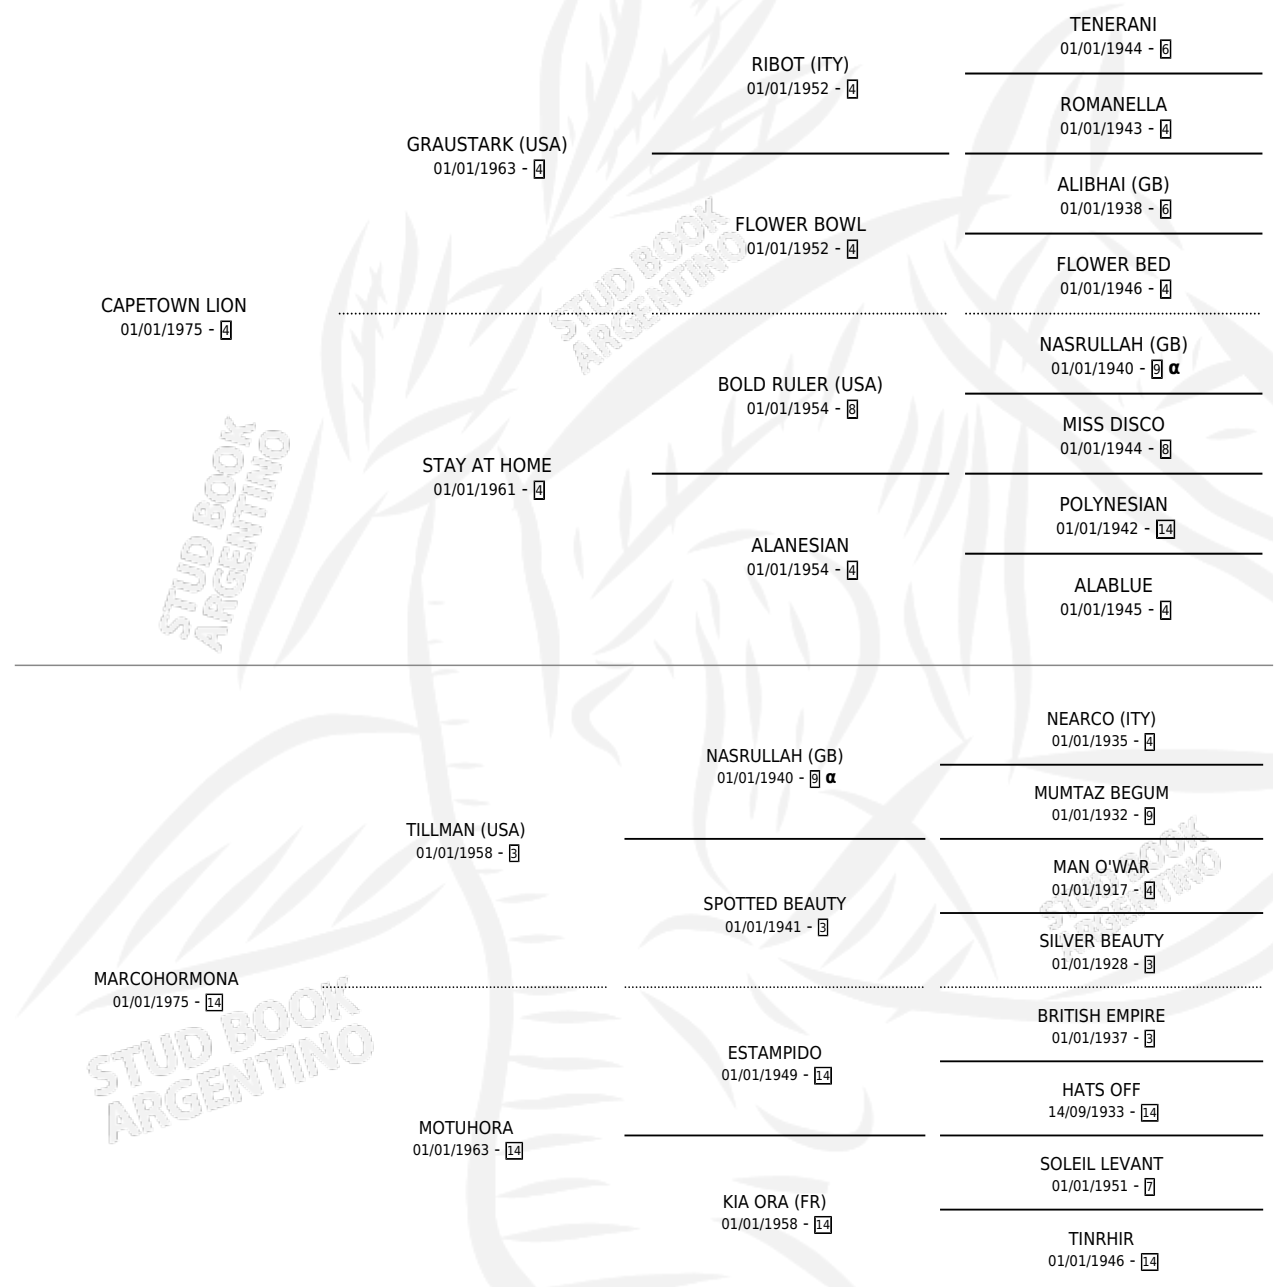 TENERANI
01/01/1944 - 6
RIBOT (ITY)
01/01/1952 - 4
ROMANELLA
01/01/1943 - 4
GRAUSTARK (USA)
01/01/1963 - 4
ALIBHAI (GB)
01/01/1938 - 6
FLOWER BOWL
01/01/1952 - 4
FLOWER BED
01/01/1946 - 4
CAPETOWN LION
01/01/1975 - 4
NASRULLAH (GB)
01/01/1940 - 9 α
BOLD RULER (USA)
01/01/1954 - 8
MISS DISCO
01/01/1944 - 8
STAY AT HOME
01/01/1961 - 4
POLYNESIAN
01/01/1942 - 14
ALANESIAN
01/01/1954 - 4
ALABLUE
01/01/1945 - 4
NEARCO (ITY)
01/01/1935 - 4
NASRULLAH (GB)
01/01/1940 - 9 α
MUMTAZ BEGUM
01/01/1932 - 9
TILLMAN (USA)
01/01/1958 - 3
MAN O'WAR
01/01/1917 - 4
SPOTTED BEAUTY
01/01/1941 - 3
SILVER BEAUTY
01/01/1928 - 3
MARCOHORMONA
01/01/1975 - 14
BRITISH EMPIRE
01/01/1937 - 3
ESTAMPIDO
01/01/1949 - 14
HATS OFF
14/09/1933 - 14
MOTUHORA
01/01/1963 - 14
SOLEIL LEVANT
01/01/1951 - 7
KIA ORA (FR)
01/01/1958 - 14
TINRHIR
01/01/1946 - 14
STUD BOOK
ARGENTINO
STUD BOOK
ARGENTINO
STUD BOOK
ARGENTINO
STUD BOOK
ARGENTINO